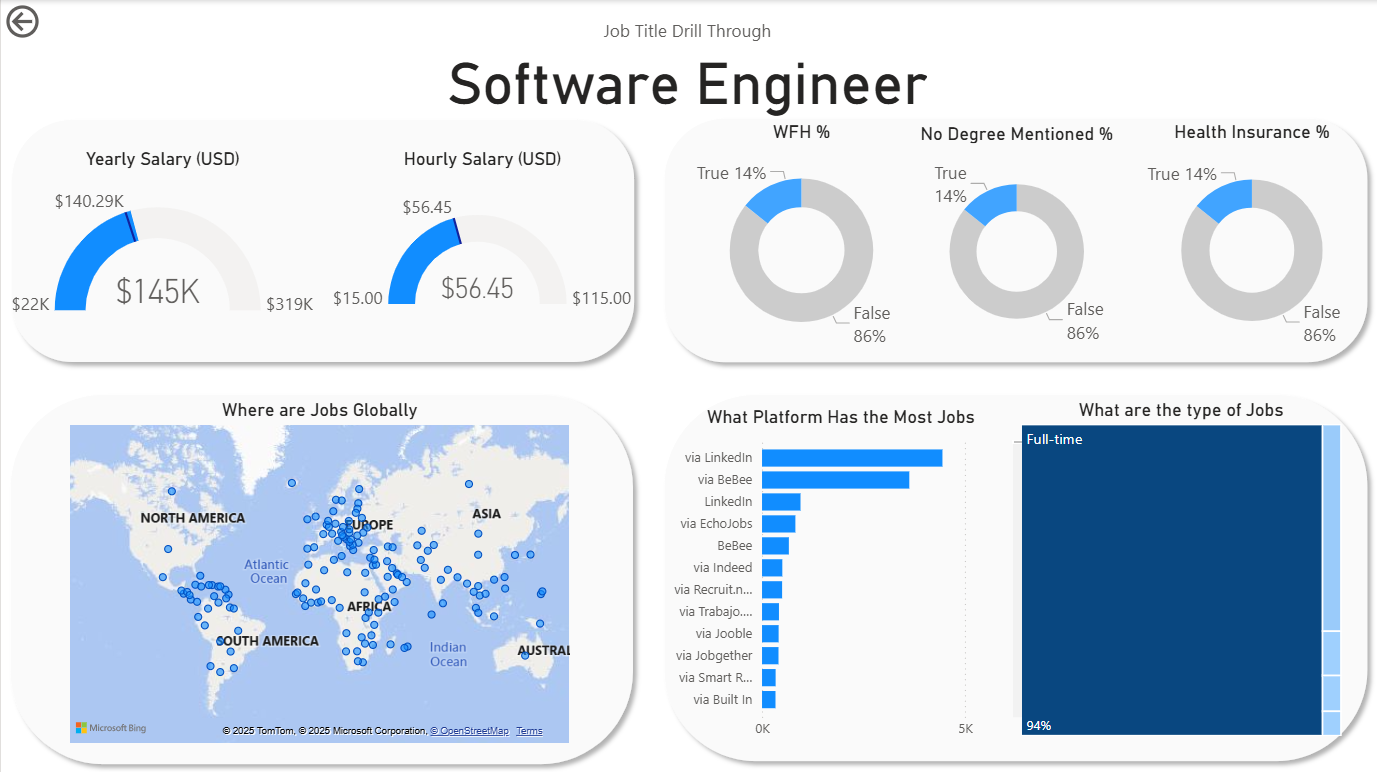 Job Title Drill Through
Software Engineer
Yearly Salary (USD)
$140.29K
$145K
$22K
$319K
Hourly Salary (USD)
$56.45
$56.45
$15.00
$115.00
WFH %
True 14%
False
86%
No Degree Mentioned %
True
14%
False
86%
Health Insurance %
True 14%
False
86%
Where are Jobs Globally
NORTH AMERICA
EUROPE
ASIA
Atlantic
Ocean
AFRICA
SOUTH AMERICA
Indian
Ocean
AUSTRAL
Microsoft Bing
© 2025 TomTom, © 2025 Microsoft Corporation, © OpenStreetMap Terms
What Platform Has the Most Jobs
via LinkedIn
via BeBee
LinkedIn
via EchoJobs
BeBee
via Indeed
via Recruit.n...
via Trabajo....
via Jooble
via Jobgether
via Smart R...
via Built In
0K
5K
What are the type of Jobs
Full-time
94%